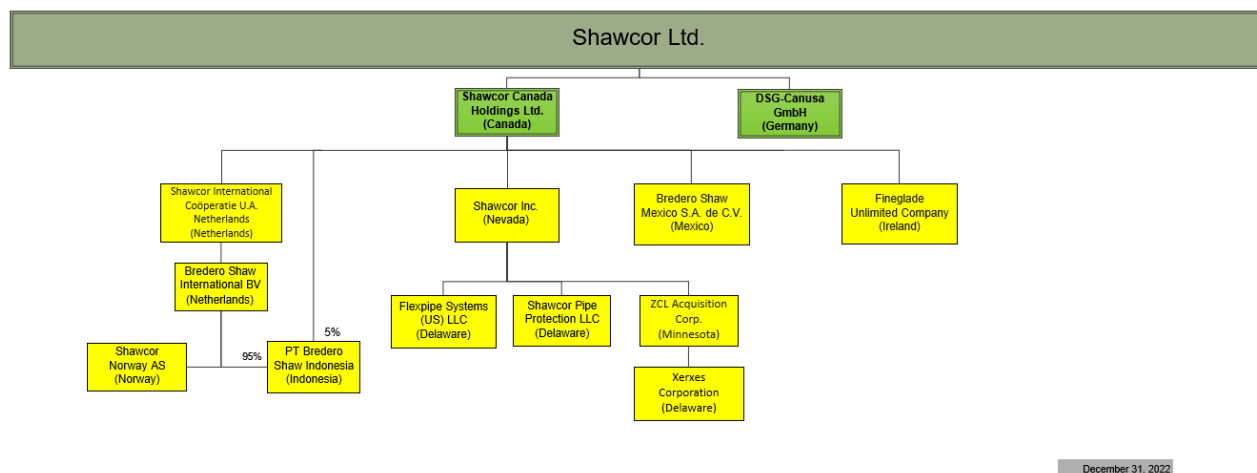 Shawcor Ltd.
Shawcor Canada
Holdings Ltd.
(Canada)
DSG-Canusa
GmbH
(Germany)
Shawcor International
Coöperatie U.A.
Netherlands
(Netherlands)
Shawcor Inc.
(Nevada)
Bredero Shaw
Mexico S.A. de C.V.
(Mexico)
Fineglade
Unlimited Company
(Ireland)
Bredero Shaw
International BV
(Netherlands)
Flexpipe Systems
(US) LLC
(Delaware)
Shawcor Pipe
Protection LLC
(Delaware)
ZCL Acquisition
Corp.
(Minnesota)
5%
95%
Shawcor
Norway AS
(Norway)
PT Bredero
Shaw Indonesia
(Indonesia)
Xerxes
Corporation
(Delaware)
December 31, 2022